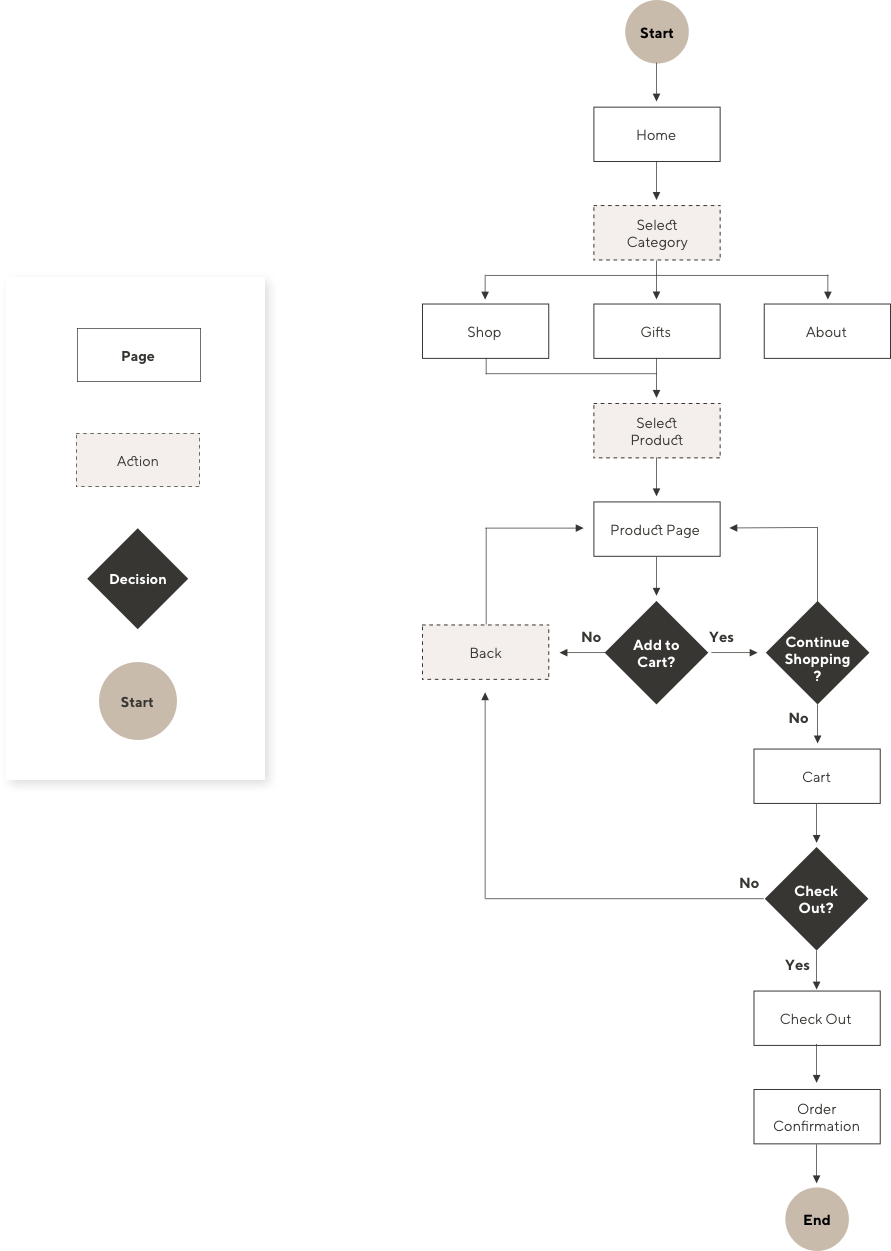 Page
Action
Decision
Start
Start
Home
Select
Category
Shop
Gifts
About
Select
Product
Product Page
Back
No
Add to
Cart?
Yes
Continue
Shopping
?
No
Cart
No
Check
Out?
Yes
Check Out
Order
Confirmation
End